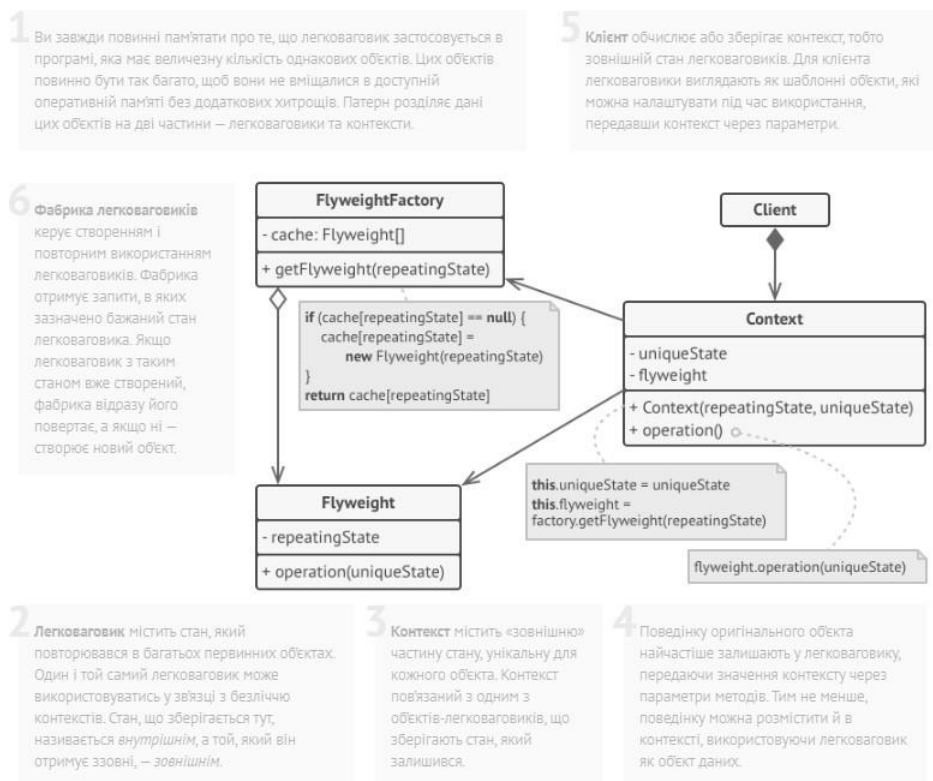 1
Ви завжди повинні пам'ятати про те, що легковаговик застосовується в
програмі, яка має величезну кількість однакових об'єктів. Цих об'єктів
повинно бути так багато, щоб вони не вміщалися в доступній
оперативній пам'яті без додаткових хитрощів. Патерн розділяє дані
цих об'єктів на дві частини — легковаговики та контексти.
5
Клієнт обчислює або зберігає контекст, тобто
зовнішній стан легковаговиків. Для клієнта
легковаговики виглядають як шаблонні об'єкти, які
можна налаштувати під час використання,
передавши контекст через параметри.
6
Фабрика легковаговиків
керує створенням і
повторним використанням
легковаговиків. Фабрика
отримує запити, в яких
зазначено бажаний стан
легковаговика. Якщо
легковаговик з таким
станом вже створений,
фабрика відразу його
повертає, а якщо ні —
створює новий об'єкт.
FlyweightFactory
- cache: Flyweight[]
+ getFlyweight(repeatingState)
if (cache[repeatingState] == null) {
cache[repeatingState] =
new Flyweight(repeatingState)
}
return cache[repeatingState]
Client
Context
- uniqueState
- flyweight
+ Context(repeatingState, uniqueState)
+ operation()
this.uniqueState = uniqueState
this.flyweight =
factory.getFlyweight(repeatingState)
flyweight.operation(uniqueState)
Flyweight
- repeatingState
+ operation(uniqueState)
2
Легковаговик містить стан, який
повторювався в багатьох первинних об'єктах.
Один і той самий легковаговик може
використовуватись у зв'язці з безліччю
контекстів. Стан, що зберігається тут,
називається внутрішнім, а той, який він
отримує ззовні, — зовнішнім.
3
Контекст містить «зовнішню»
частину стану, унікальну для
кожного об'єкта. Контекст
пов'язаний з одним з
об'єктів-легковаговиків, що
зберігають стан, який
залишився.
4
Поведінку оригінального об'єкта
найчастіше залишають у легковаговику,
передаючи значення контексту через
параметри методів. Тим не менше,
поведінку можна розмістити й в
контексті, використовуючи легковаговик
як об'єкт даних.